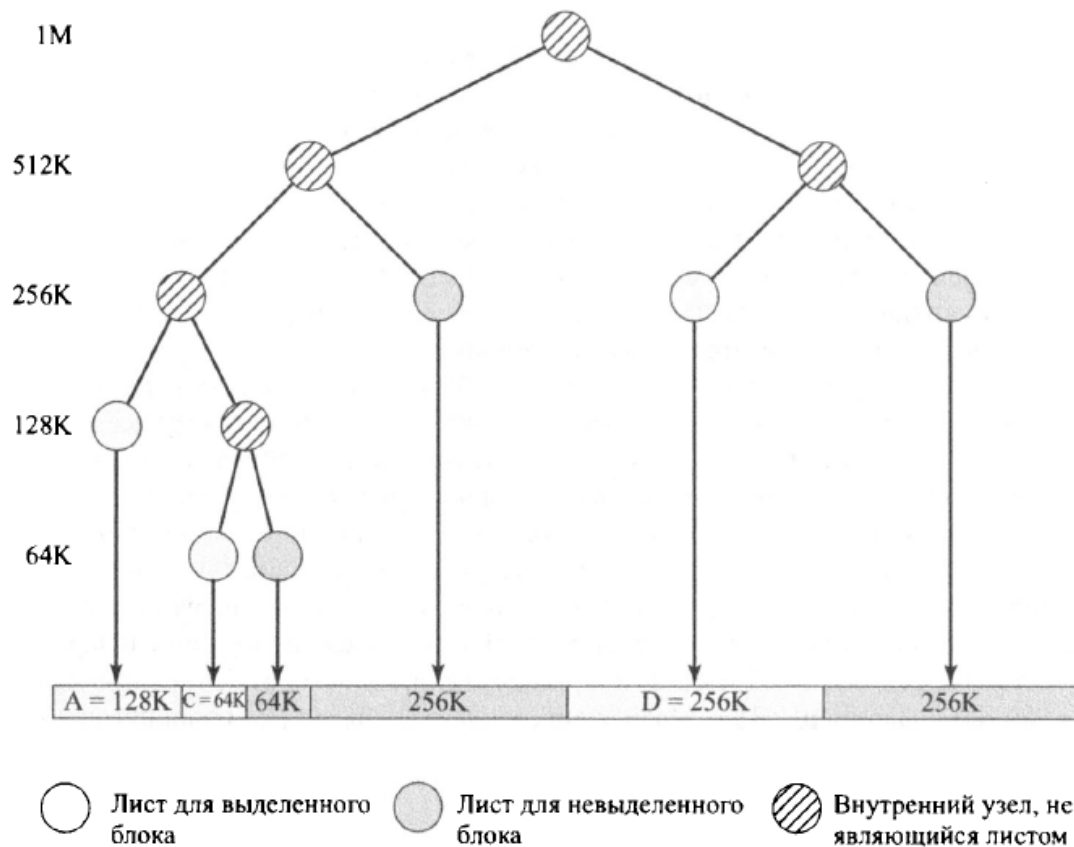 1M
512K
256K
128K
64K
A = 128K C = 64K 64K 256K D = 256K 256K
Лист для выделенного блока
Лист для невыделенного блока
Внутренний узел, не являющийся листом